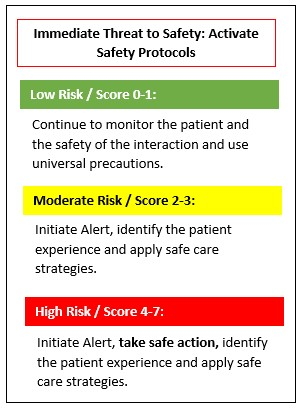 Immediate Threat to Safety: Activate
Safety Protocols
Low Risk / Score 0-1:
Continue to monitor the patient and
the safety of the interaction and use
universal precautions.
Moderate Risk / Score 2-3:
Initiate Alert, identify the patient
experience and apply safe care
strategies.
High Risk / Score 4-7:
Initiate Alert, take safe action, identify
the patient experience and apply safe
care strategies.